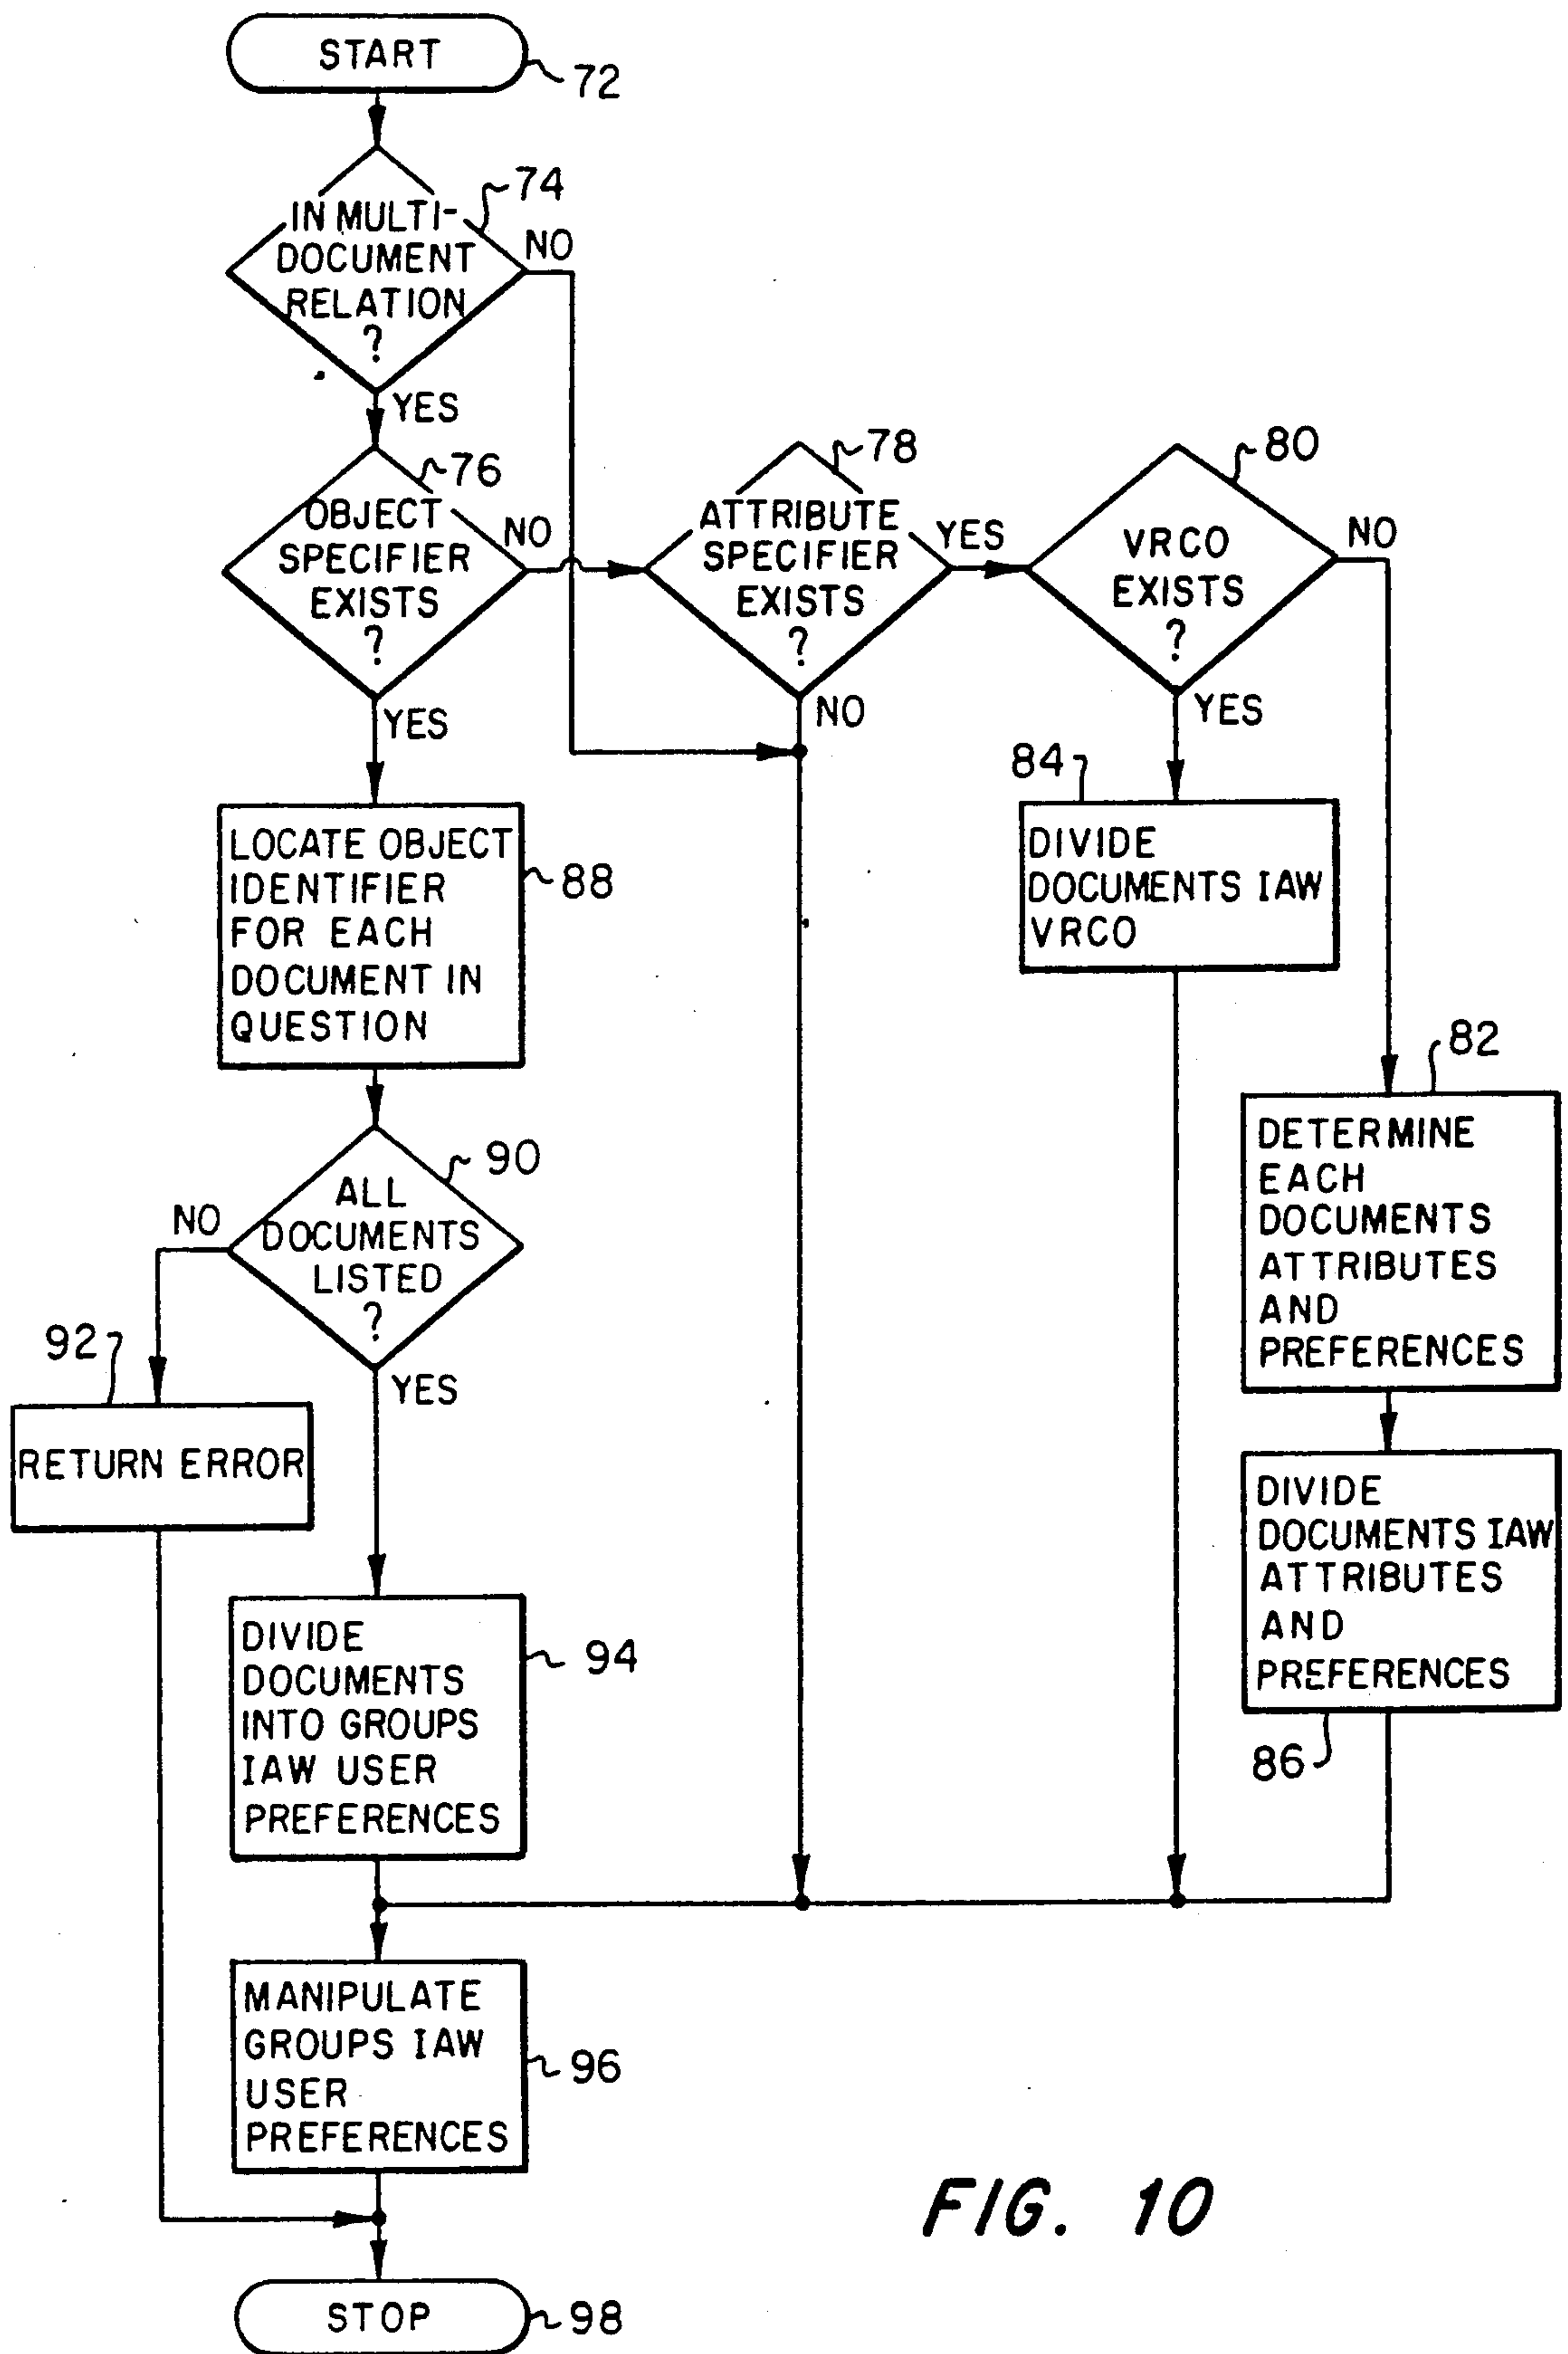 START
72
IN MULTI-
DOCUMENT
RELATION
?
74
NO
YES
OBJECT
SPECIFIER
EXISTS
?
76
NO
YES
ATTRIBUTE
SPECIFIER
EXISTS
?
78
YES
NO
VRCO
EXISTS
?
80
NO
YES
84
DIVIDE
DOCUMENTS IAW
VRCO
LOCATE OBJECT
IDENTIFIER
FOR EACH
DOCUMENT IN
QUESTION
88
82
DETERMINE
EACH
DOCUMENTS
ATTRIBUTES
AND
PREFERENCES
ALL
DOCUMENTS
LISTED
?
90
NO
YES
92
RETURN ERROR
DIVIDE
DOCUMENTS IAW
ATTRIBUTES
AND
PREFERENCES
86
DIVIDE
DOCUMENTS
INTO GROUPS
IAW USER
PREFERENCES
94
MANIPULATE
GROUPS IAW
USER
PREFERENCES
96
STOP
98
FIG. 10